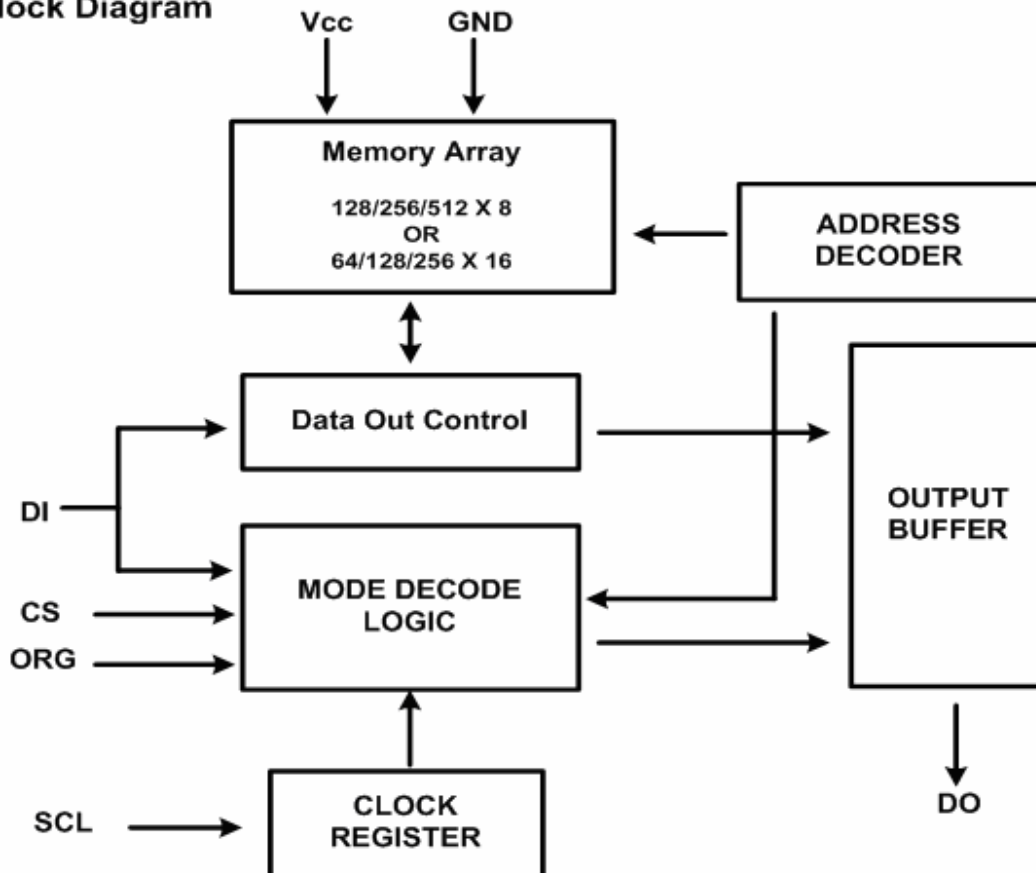 lock Diagram
Vcc
GND
Memory Array
128/256/512 X 8
OR
64/128/256 X 16
ADDRESS
DECODER
Data Out Control
OUTPUT
BUFFER
DI
MODE DECODE
LOGIC
CS
ORG
CLOCK
REGISTER
SCL
DO